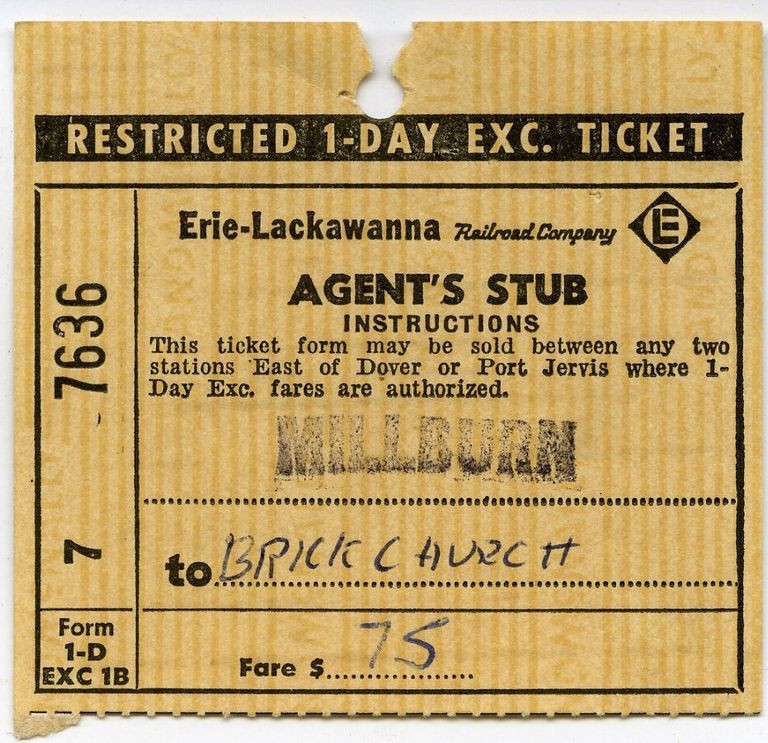 RESTRICTED 1-DAY EXC. TICKET
Erie-Lackawanna Railroad Company E
AGENT'S STUB
INSTRUCTIONS
This ticket form may be sold between any two
stations East of Dover or Port Jervis where 1-
Day Exc. fares are authorized.
MILLBURN
to BRICK CHURCH
Fare $ 75
7636
7
Form
1-D
EXC 1B